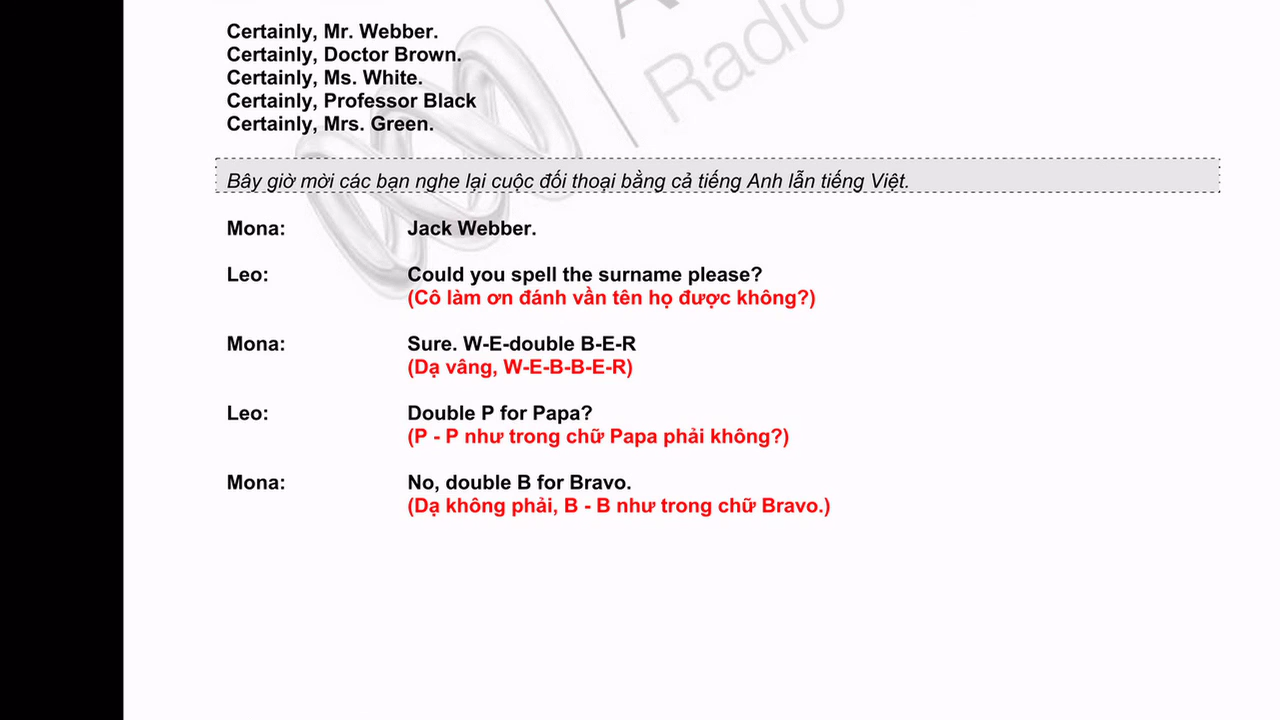 Radio
Certainly, Mr. Webber.
Certainly, Doctor Brown.
Certainly, Ms. White.
Certainly, Professor Black
Certainly, Mrs. Green.
Bây giờ mời các bạn nghe lại cuộc đối thoại bằng cả tiếng Anh lẫn tiếng Việt.
Mona: Jack Webber.
Leo: Could you spell the surname please?
(Cô làm ơn đánh vần tên họ được không?)
Mona: Sure. W-E-double B-E-R
(Dạ vâng, W-E-B-B-E-R)
Leo: Double P for Papa?
(P - P như trong chữ Papa phải không?)
Mona: No, double B for Bravo.
(Dạ không phải, B - B như trong chữ Bravo.)